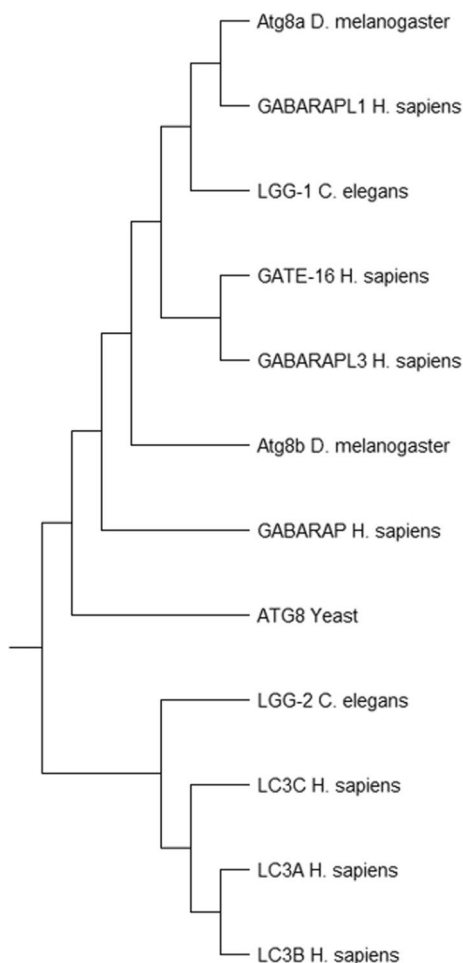 Atg8a D. melanogaster
GABARAPL1 H. sapiens
LGG-1 C. elegans
GATE-16 H. sapiens
GABARAPL3 H. sapiens
Atg8b D. melanogaster
GABARAP H. sapiens
ATG8 Yeast
LGG-2 C. elegans
LC3C H. sapiens
LC3A H. sapiens
LC3B H. sapiens